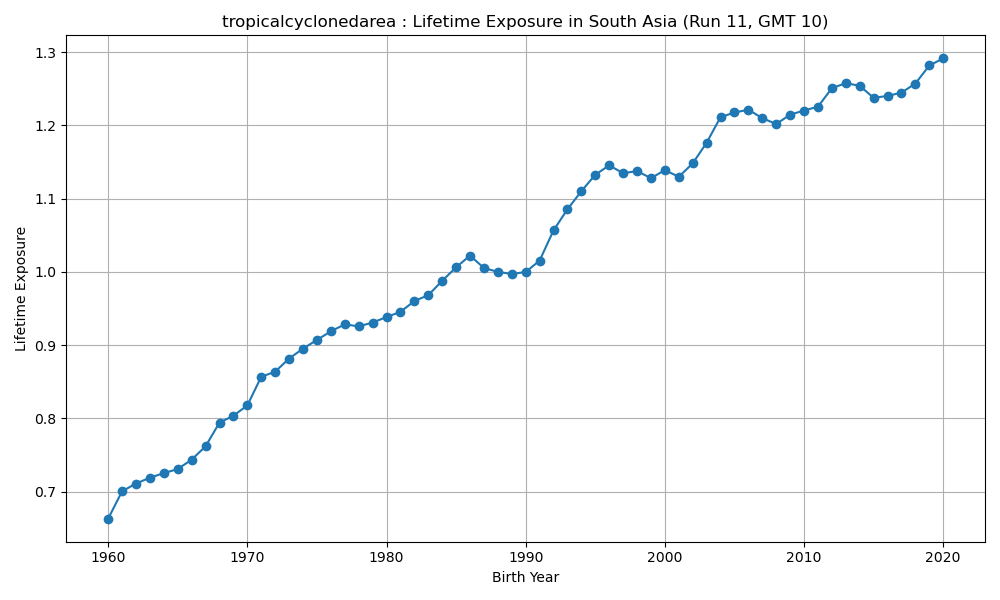 tropicalcyclonedarea : Lifetime Exposure in South Asia (Run 11, GMT 10)
Lifetime Exposure
1.3
1.2
1.1
1.0
0.9
0.8
0.7
1960 1970 1980 1990 2000 2010 2020
Birth Year